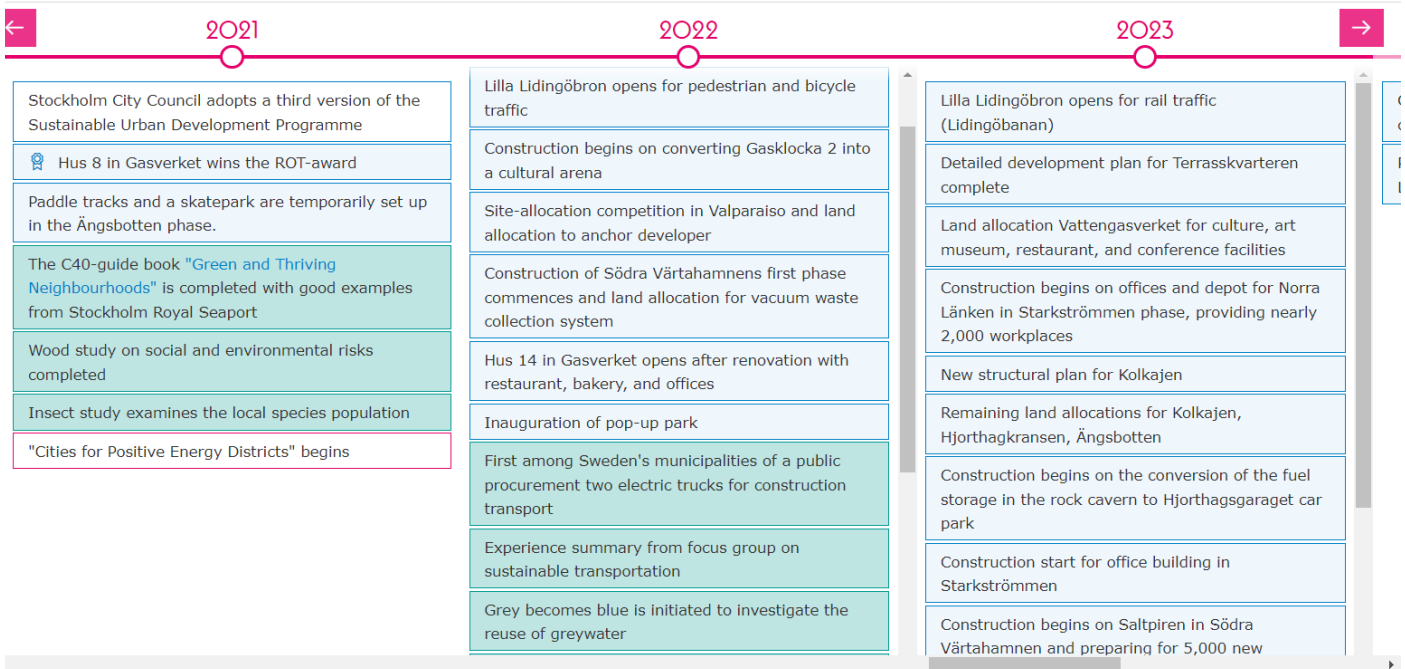 2021
2022
2023
Stockholm City Council adopts a third version of the
Sustainable Urban Development Programme
Hus 8 in Gasverket wins the ROT-award
Paddle tracks and a skatepark are temporarily set up
in the Ängsbotten phase.
The C40-guide book "Green and Thriving
Neighbourhoods" is completed with good examples
from Stockholm Royal Seaport
Wood study on social and environmental risks
completed
Insect study examines the local species population
"Cities for Positive Energy Districts" begins
Lilla Lidingöbron opens for pedestrian and bicycle
traffic
Construction begins on converting Gasklocka 2 into
a cultural arena
Site-allocation competition in Valparaiso and land
allocation to anchor developer
Construction of Södra Värtahamnens first phase
commences and land allocation for vacuum waste
collection system
Hus 14 in Gasverket opens after renovation with
restaurant, bakery, and offices
Inauguration of pop-up park
First among Sweden's municipalities of a public
procurement two electric trucks for construction
transport
Experience summary from focus group on
sustainable transportation
Grey becomes blue is initiated to investigate the
reuse of greywater
Lilla Lidingöbron opens for rail traffic
(Lidingöbanan)
Detailed development plan for Terrasskvarteren
complete
Land allocation Vattengasverket for culture, art
museum, restaurant, and conference facilities
Construction begins on offices and depot for Norra
Länken in Starkströmmen phase, providing nearly
2,000 workplaces
New structural plan for Kolkajen
Remaining land allocations for Kolkajen,
Hjorthagkransen, Ängsbotten
Construction begins on the conversion of the fuel
storage in the rock cavern to Hjorthagsgaraget car
park
Construction start for office building in
Starkströmmen
Construction begins on Saltpiren in Södra
Värtahamnen and preparing for 5,000 new